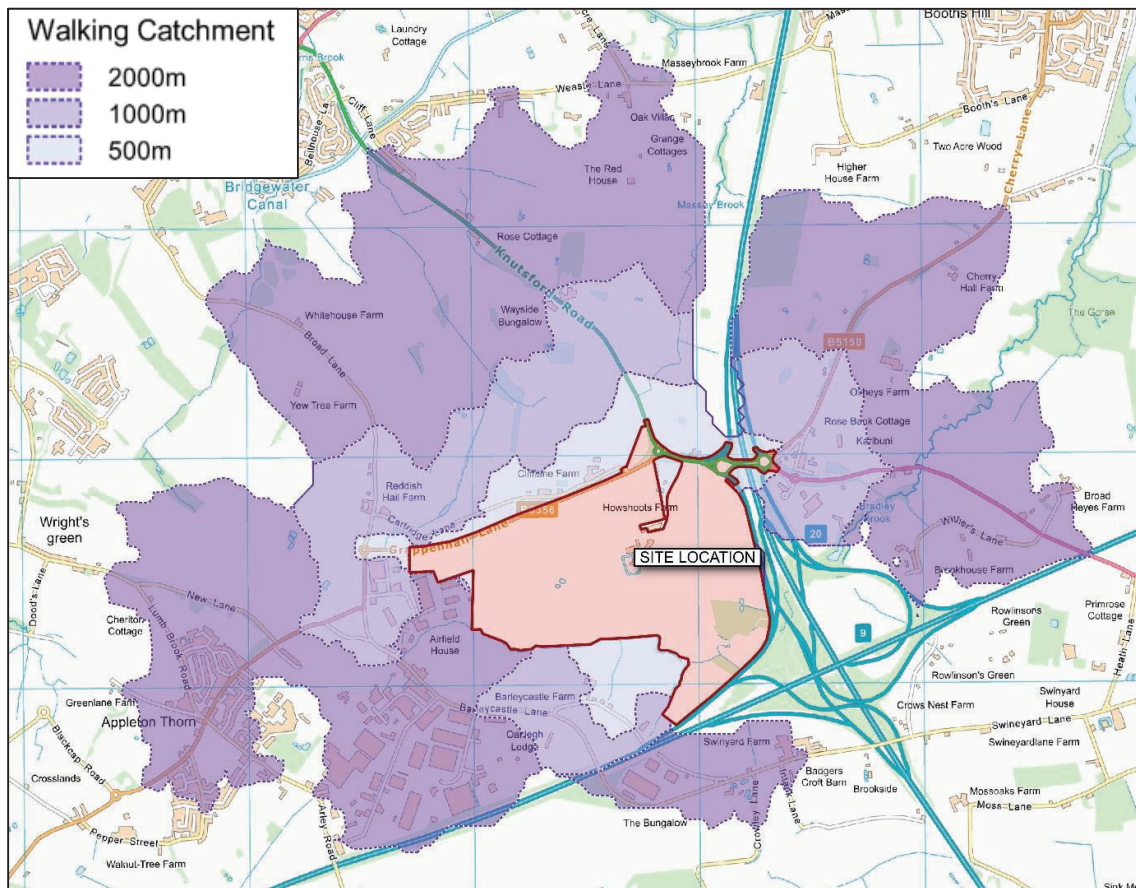 Walking Catchment
2000m
1000m
500m
Laundry
Cottage
Cliff Lane
Bellhouse La
Bridgewater
Canal
Weaste Lane
Masseybrook Farm
Booths Hill
Booth's Lane
Two Acre Wood
Cherry Lane
Oak Villa
Grange
Cottages
The Red
House
Higher
House Farm
Massey Brook
Rose Cottage
Knutsford Road
Wayside
Bungalow
Cherry
Hall Farm
The Gorse
Whitehouse Farm
Broad Lane
B5158
Yew Tree Farm
Rose Bank Cottage
Karibuni
Reddish
Hall Farm
Clifflane Farm
Cartridge Lane
Grappenhall Lane
B5356
Howshoots Farm
Bradley
Brook
Broad
Heyes Farm
Wither's Lane
20
Brookhouse Farm
SITE LOCATION
Wright's
green
Dood's Lane
New Lane
Cheriton
Cottage
Lumb Brook Road
Airfield
House
9
Rowlinsons
Green
Primrose
Cottage
Heath Lane
Rowlinson's Green
Swinyard
House
Greenlane Farm
Appleton Thorn
Barleycastle Farm
Barleycastle Lane
Oarleigh
Lodge
Crows Nest Farm
Swineyard Lane
Swineyardlane Farm
Swinyard Farm
Blackcap Road
Crosslands
Badgers
Croft Barn
Brookside
Crowley Lane
Mossoaks Farm
Moss Lane
The Bungalow
Pepper Street
Arley Road
Walnut-Tree Farm